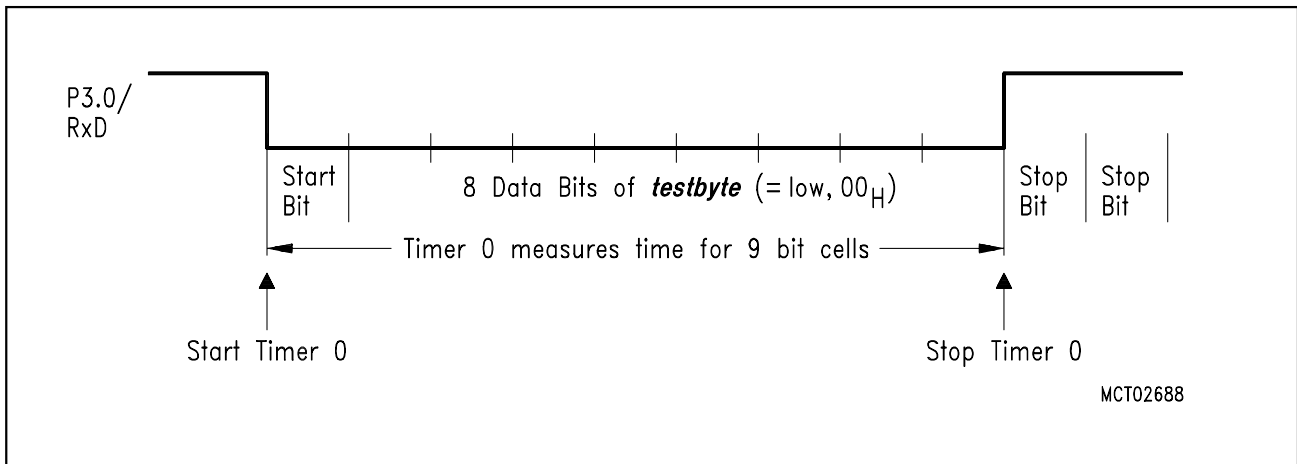 P3.0/
RxD
Start
Bit
8 Data Bits of testbyte (= low, 00H)
Stop
Bit
Stop
Bit
Timer 0 measures time for 9 bit cells
Start Timer 0
Stop Timer 0
MCT02688